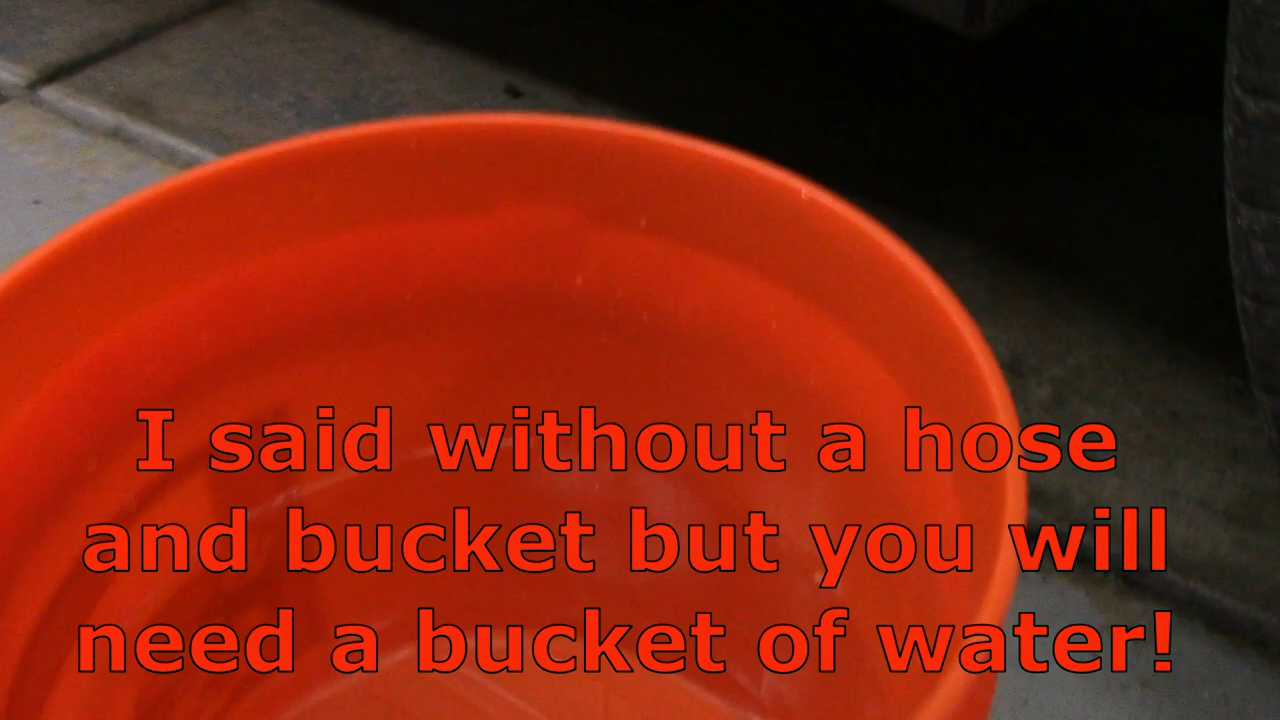 I said without a hose
and bucket but you will
need a bucket of water!